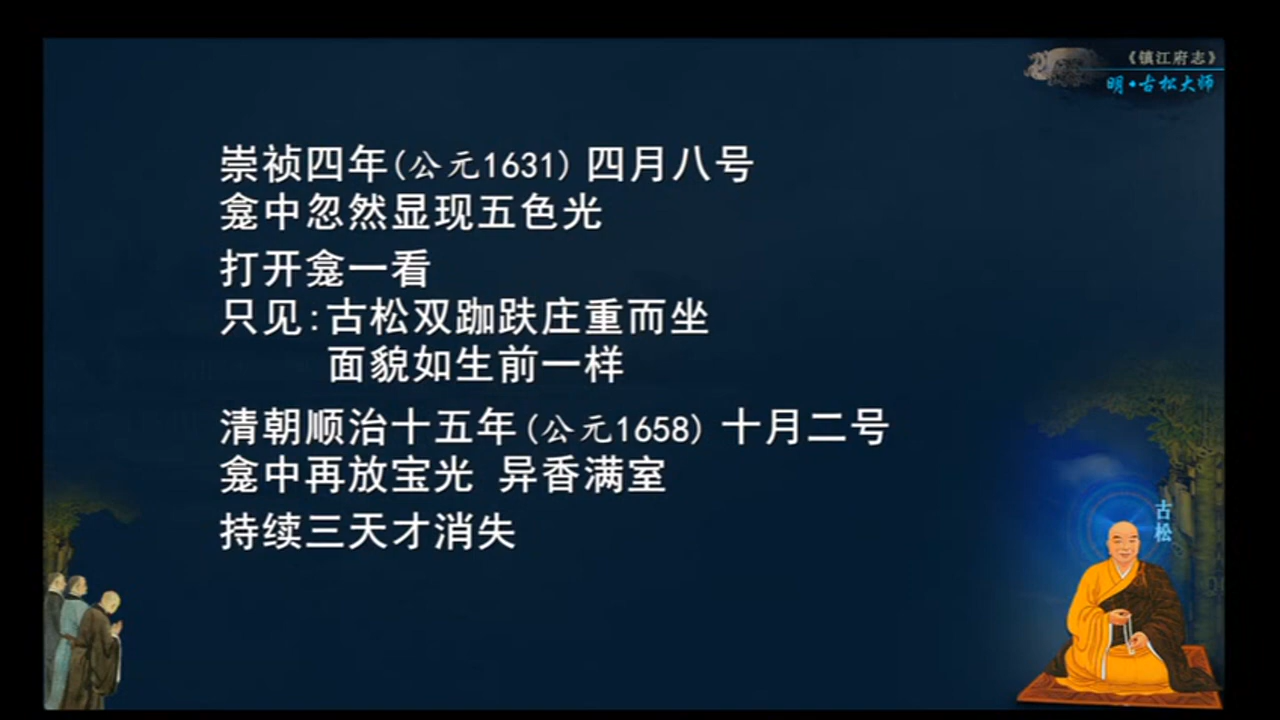 《镇江府志》
明·古松大师
崇祯四年(公元1631) 四月八号
龛中忽然显现五色光
打开龛一看
只见:古松双跏趺庄重而坐
面貌如生前一样
清朝顺治十五年(公元1658) 十月二号
龛中再放宝光 异香满室
持续三天才消失
古松